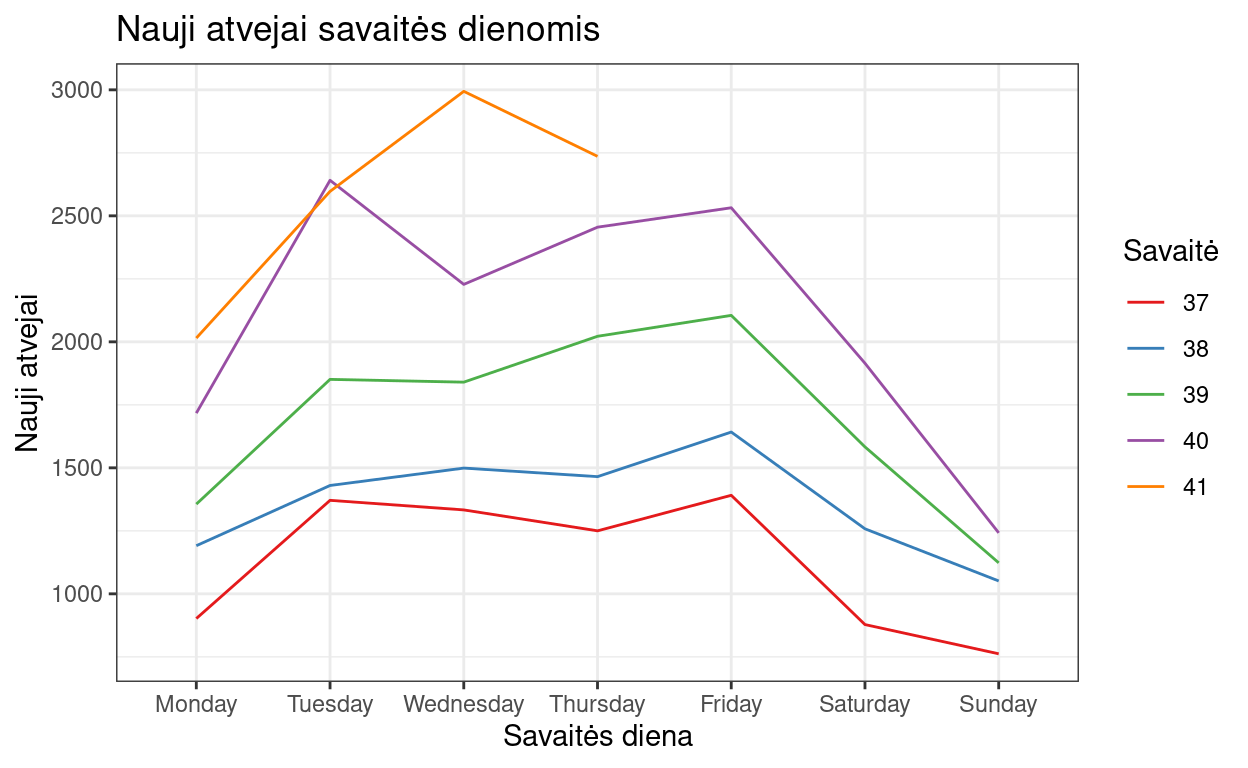 Nauji atvejai savaitės dienomis
3000
2500
2000
1500
1000
Nauji atvejai
Monday Tuesday Wednesday Thursday Friday Saturday Sunday
Savaitės diena
Savaitė
37
38
39
40
41